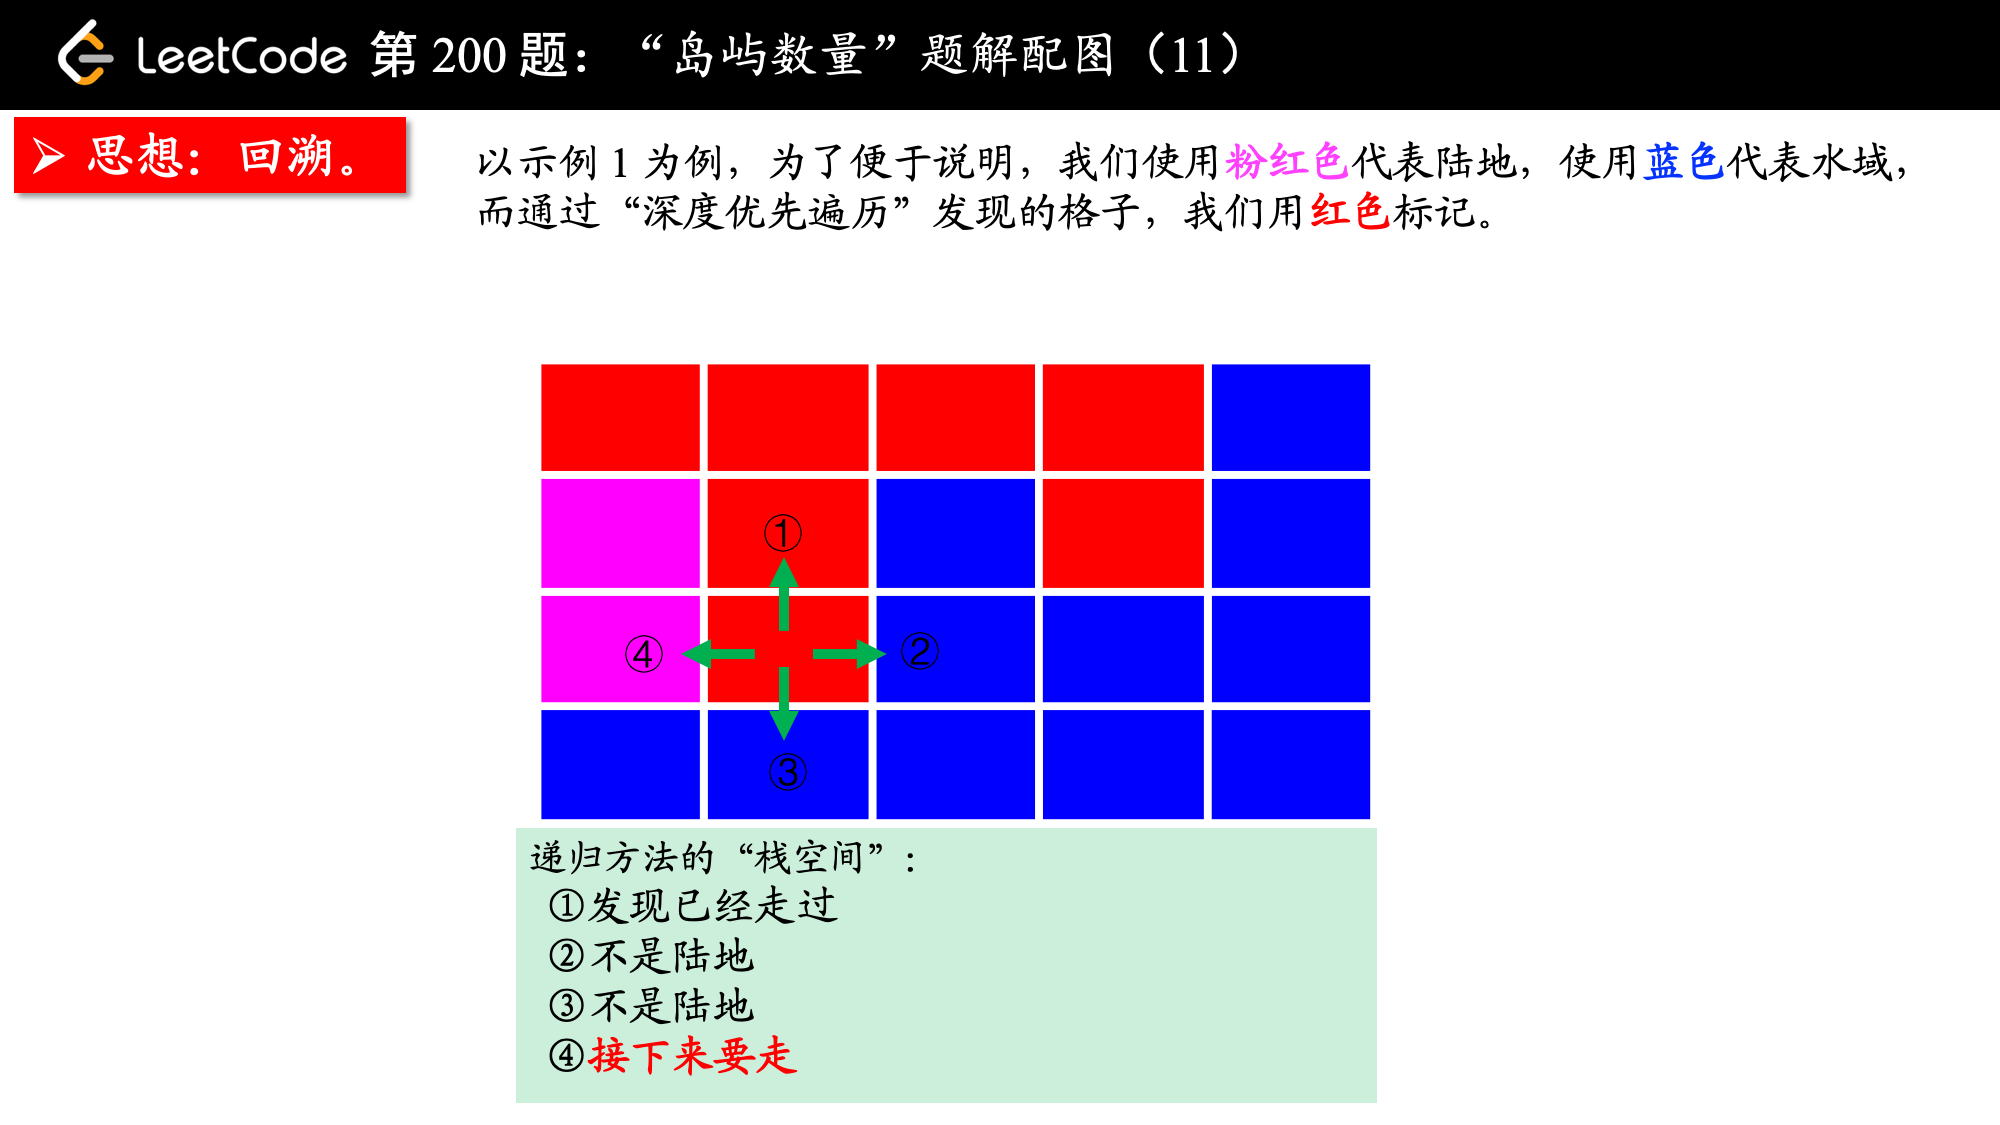 LeetCode 第 200 题：“岛屿数量”题解配图（11）
➢ 思想：回溯。
以示例 1 为例，为了便于说明，我们使用粉红色代表陆地，使用蓝色代表水域，
而通过“深度优先遍历”发现的格子，我们用红色标记。
①
④
②
③
递归方法的“栈空间”：
①发现已经走过
②不是陆地
③不是陆地
④接下来要走